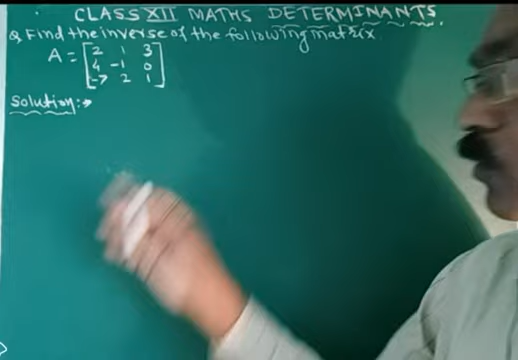 CLASS XII MATHS DETERMINANTS.
Q, Find the inverse of the following matrix
A = [2 1 3
4 -1 0
-7 2 1]
Solution:→